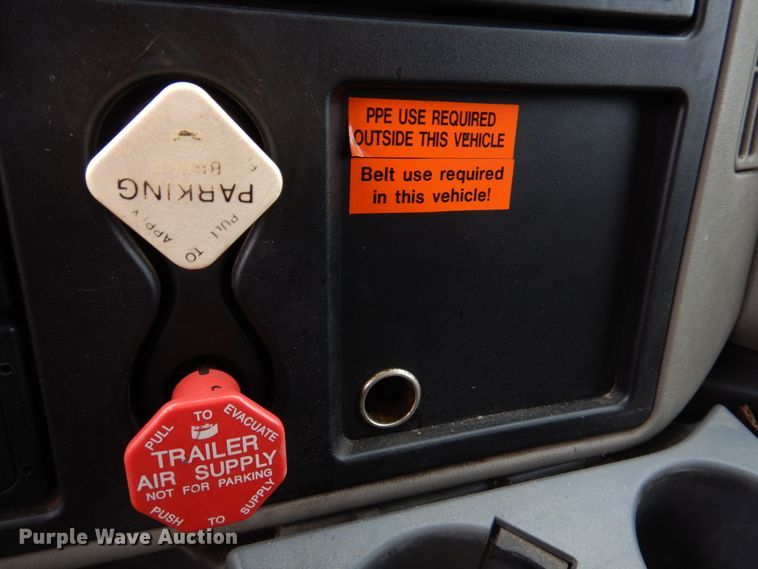 PULL TO
APPLY
PARKING
PPE USE REQUIRED
OUTSIDE THIS VEHICLE
Belt use required
in this vehicle!
PULL TO EVACUATE
Bendix
TRAILER
AIR SUPPLY
NOT FOR PARKING
PUSH TO SUPPLY
Purple Wave Auction